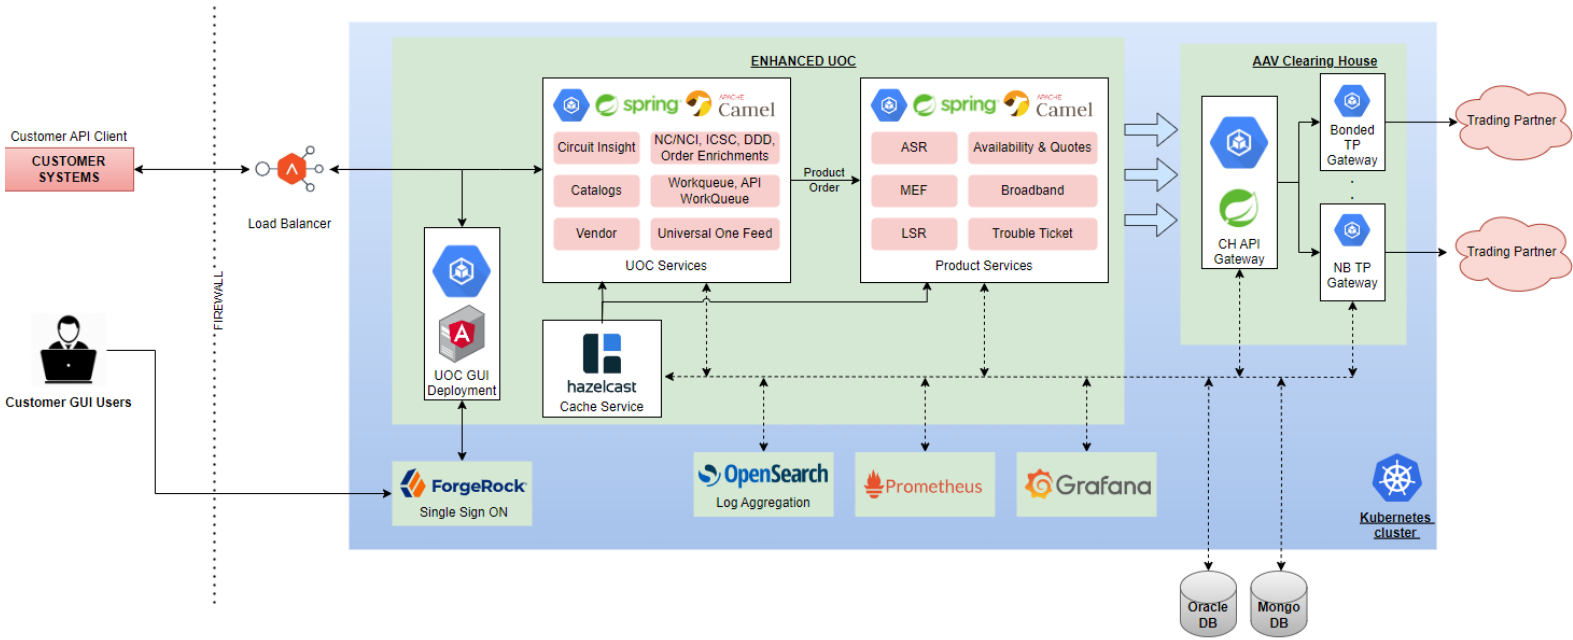 Customer API Client
CUSTOMER
SYSTEMS
Load Balancer
FIREWALL
Customer GUI Users
ENHANCED UOC
spring
APACHE
Camel
Circuit Insight
NC/NCI, ICSC, DDD,
Order Enrichments
Catalogs
Workqueue, API
WorkQueue
Vendor
Universal One Feed
UOC Services
Product
Order
spring
APACHE
Camel
ASR
Availability & Quotes
MEF
Broadband
LSR
Trouble Ticket
Product Services
A
UOC GUI
Deployment
hazelcast
Cache Service
ForgeRock
Single Sign ON
OpenSearch
Log Aggregation
Prometheus
Grafana
AAV Clearing House
CH API
Gateway
Bonded
TP
Gateway
NB TP
Gateway
Trading Partner
Trading Partner
Kubernetes
cluster
Oracle
DB
Mongo
DB